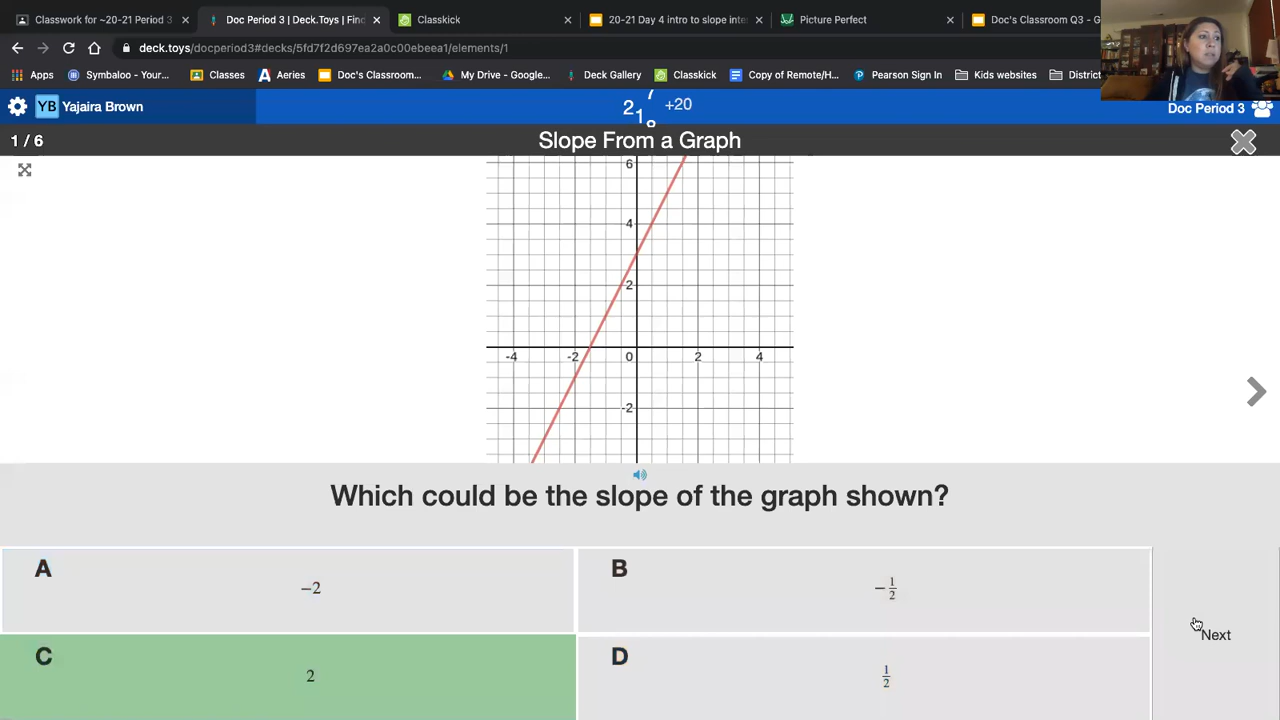 Classwork for ~20-21 Period 3
Doc Period 3 | Deck.Toys | Find
Classkick
20-21 Day 4 intro to slope inte
Picture Perfect
Doc's Classroom Q3 - G
deck.toys/docperiod3#decks/5fd7f2d697ea2a0c00ebeea1/elements/1
Apps
Symbaloo - Your...
Classes
Aeries
Doc's Classroom...
My Drive - Google...
Deck Gallery
Classkick
Copy of Remote/H...
Pearson Sign In
Kids websites
District
YB Yajaira Brown
+20
Doc Period 3
1 / 6
Slope From a Graph
6
4
2
-4 -2 0 2 4
-2
Which could be the slope of the graph shown?
A
−2
B
−1/2
C
2
D
1/2
Next